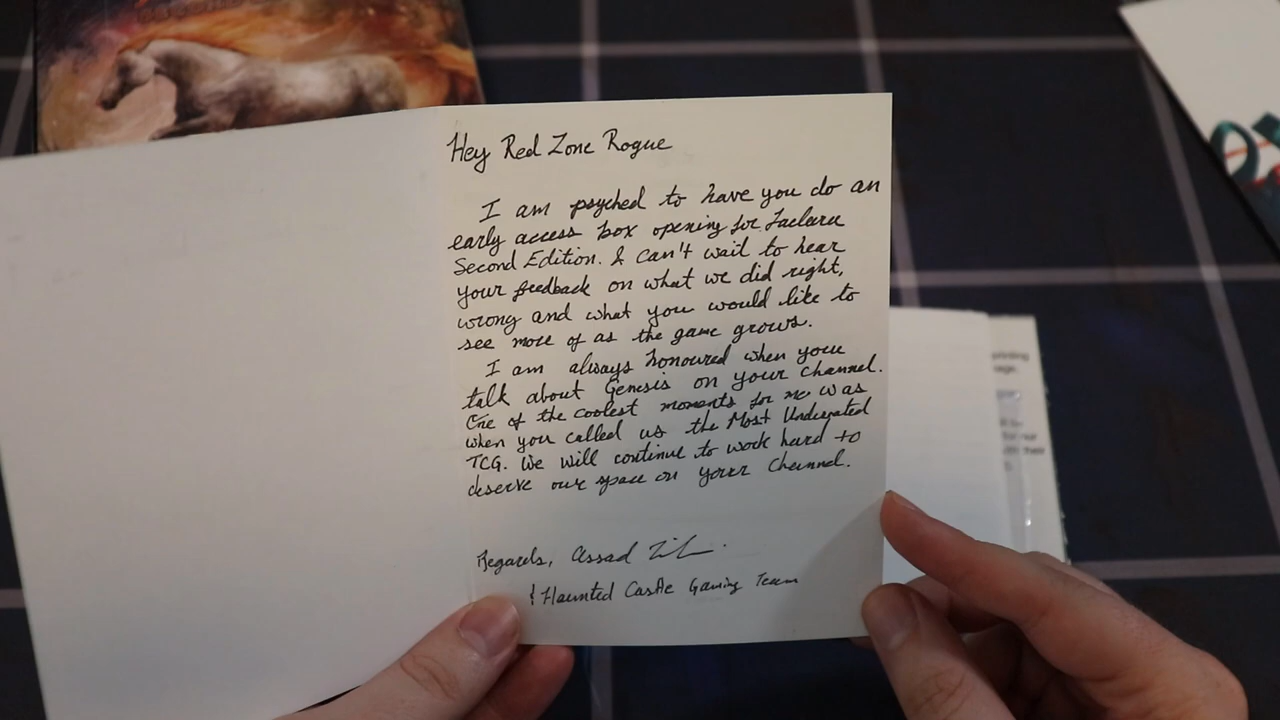 Hey Red Zone Rogue
I am psyched to have you do an
early access box opening for Jaelara
Second Edition. I can't wait to hear
your feedback on what we did right,
wrong and what you would like to
see more of as the game grows.
I am always honoured when you
talk about Genesis on your channel.
One of the coolest moments for me was
when you called us the Most Underrated
TCG. We will continue to work hard to
deserve our space on your channel.
Regards, Assad
& Haunted Castle Gaming Team